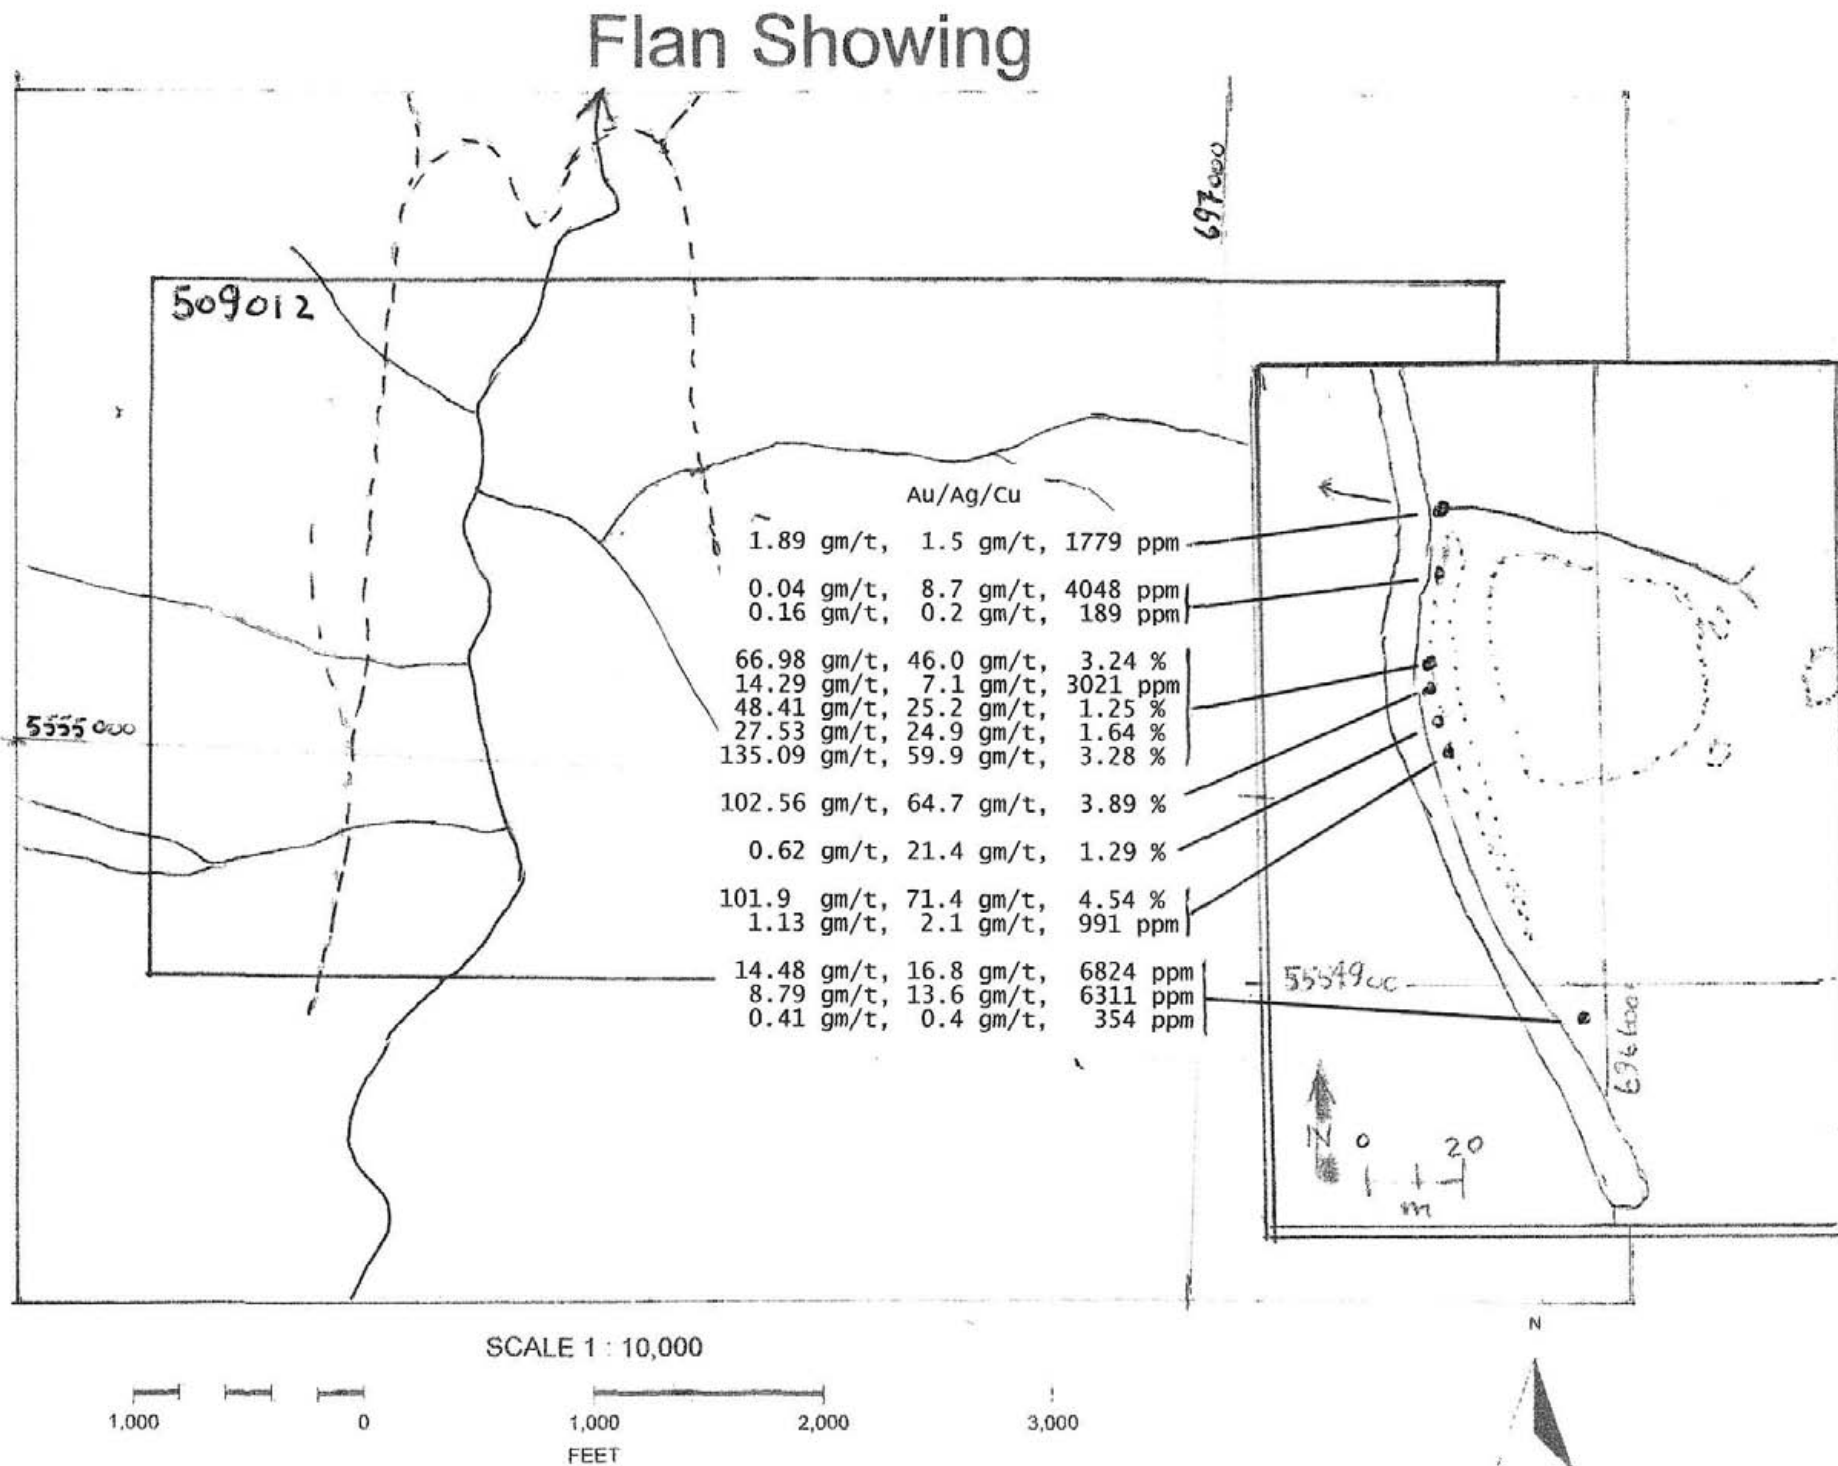 Flan Showing
697000
N
509012
Au/Ag/Cu
1.89 gm/t, 1.5 gm/t, 1779 ppm
0.04 gm/t, 8.7 gm/t, 4048 ppm
0.16 gm/t, 0.2 gm/t, 189 ppm
66.98 gm/t, 46.0 gm/t, 3.24 %
14.29 gm/t, 7.1 gm/t, 3021 ppm
48.41 gm/t, 25.2 gm/t, 1.25 %
27.53 gm/t, 24.9 gm/t, 1.64 %
135.09 gm/t, 59.9 gm/t, 3.28 %
5555000
102.56 gm/t, 64.7 gm/t, 3.89 %
0.62 gm/t, 21.4 gm/t, 1.29 %
101.9 gm/t, 71.4 gm/t, 4.54 %
1.13 gm/t, 2.1 gm/t, 991 ppm
14.48 gm/t, 16.8 gm/t, 6824 ppm
8.79 gm/t, 13.6 gm/t, 6311 ppm
0.41 gm/t, 0.4 gm/t, 354 ppm
5554900
696600
N
0 20
m
SCALE 1 : 10,000
1,000 0 1,000 2,000 3,000
FEET
N